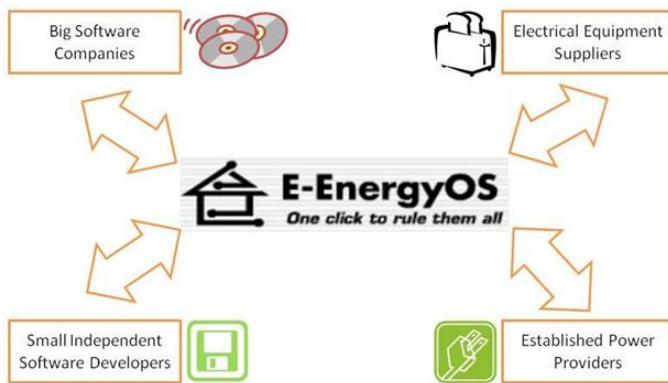 Big Software
Companies
Electrical Equipment
Suppliers
E-EnergyOS
One click to rule them all
Small Independent
Software Developers
Established Power
Providers